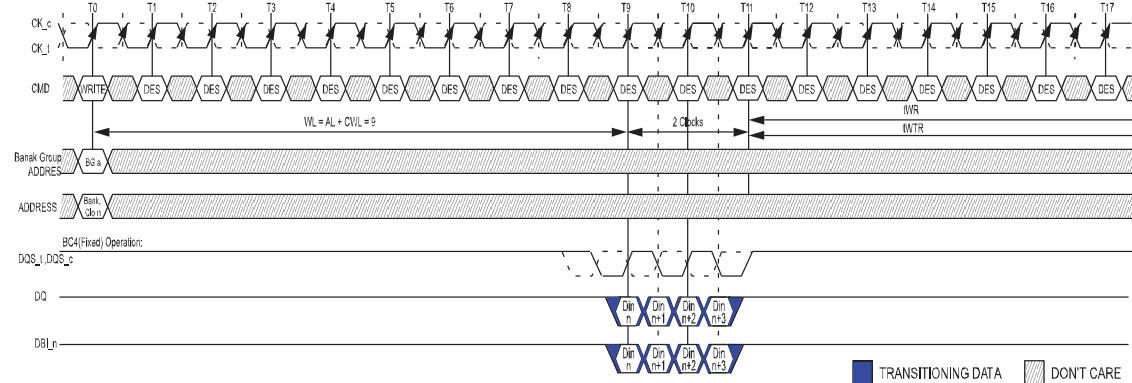 T0 T1 T2 T3 T4 T5 T6 T7 T8 T9 T10 T11 T12 T13 T14 T15 T16 T17
CK_c
CK_t
CMD WRITE DES DES DES DES DES DES DES DES DES DES DES DES DES DES DES DES DES
WL = AL + CWL = 9 2 Clocks tWR
tWTR
Banak Group
ADDRES BG a
ADDRESS Bank,
Clo n
BC4(Fixed) Operation:
DQS_t ,DQS_c
DQ Din n Din n+1 Din n+2 Din n+3
DBI_n Din n Din n+1 Din n+2 Din n+3
TRANSITIONING DATA DON'T CARE